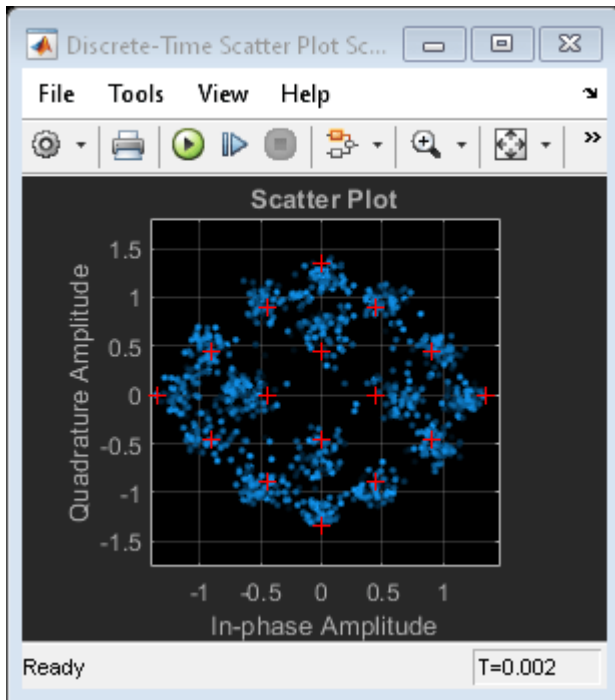 Discrete-Time Scatter Plot Sc...
File Tools View Help
»
Scatter Plot
Quadrature Amplitude
1.5
1
0.5
0
-0.5
-1
-1.5
-1 -0.5 0 0.5 1
In-phase Amplitude
Ready T=0.002